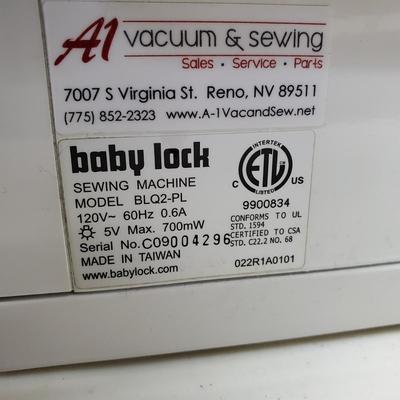 A1 vacuum & sewing
Sales • Service • Parts
7007 S Virginia St. Reno, NV 89511
(775) 852-2323 www.A-1VacandSew.net
baby lock
SEWING MACHINE
MODEL BLQ2-PL
120V~ 60Hz 0.6A
5V Max. 700mW
Serial No. C09004296
MADE IN TAIWAN
www.babylock.com
INTERTEK
ETL
C US
LISTED
9900834
CONFORMS TO UL
STD. 1594
CERTIFIED TO CSA
STD. C22.2 NO. 68
022R1A0101